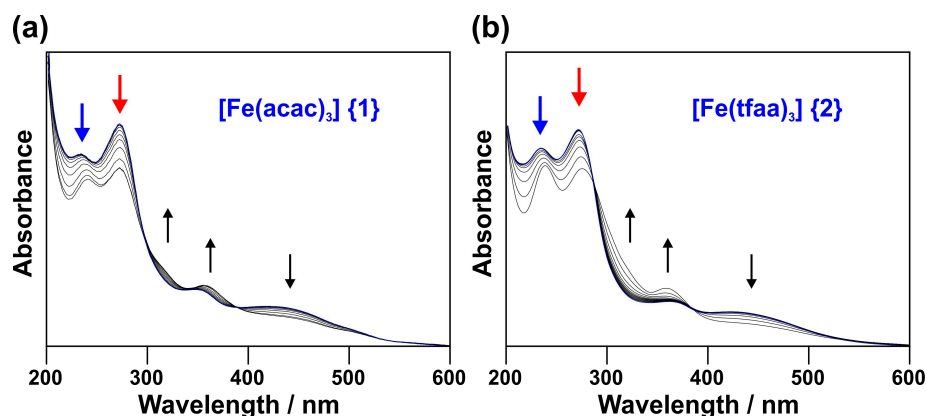 (a)
[Fe(acac)₃] {1}
Absorbance
200 300 400 500 600
Wavelength / nm
(b)
[Fe(tfaa)₃] {2}
Absorbance
200 300 400 500 600
Wavelength / nm